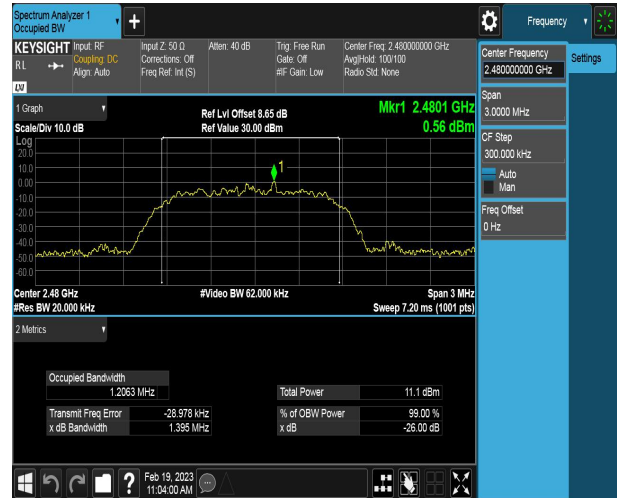 Spectrum Analyzer 1
Occupied BW
+
Frequency
KEYSIGHT
R L
LXI
Input: RF
Coupling: DC
Align: Auto
Input Z: 50 Ω
Corrections: Off
Freq Ref: Int (S)
Atten: 40 dB
Trig: Free Run
Gate: Off
#IF Gain: Low
Center Freq: 2.480000000 GHz
Avg|Hold: 100/100
Radio Std: None
Center Frequency
2.480000000 GHz
Settings
Span
3.0000 MHz
CF Step
300.000 kHz
Auto
Man
Freq Offset
0 Hz
1 Graph
Scale/Div 10.0 dB
Ref Lvl Offset 8.65 dB
Ref Value 30.00 dBm
Mkr1 2.4801 GHz
0.56 dBm
Log
20.0
10.0
0.00
-10.0
-20.0
-30.0
-40.0
-50.0
-60.0
1
Center 2.48 GHz
#Res BW 20.000 kHz
#Video BW 62.000 kHz
Span 3 MHz
Sweep 7.20 ms (1001 pts)
2 Metrics
Occupied Bandwidth
1.2063 MHz
Total Power 11.1 dBm
Transmit Freq Error -28.978 kHz
% of OBW Power 99.00 %
x dB Bandwidth 1.395 MHz
x dB -26.00 dB
?
Feb 19, 2023
11:04:00 AM